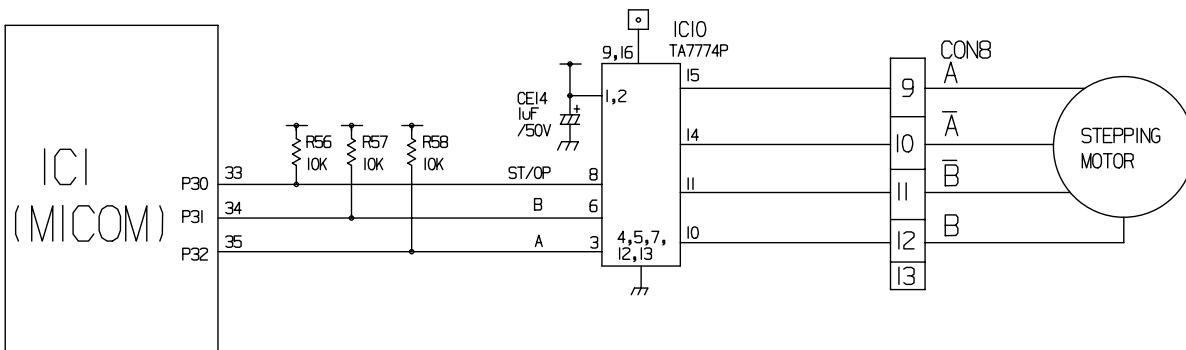 IC1
(MICOM)
P30
33
P31
34
P32
35
R56
10K
R57
10K
R58
10K
CE14
1uF
/50V
+
ST/OP
B
A
9,16
IC10
TA7774P
1,2
8
6
3
4,5,7,
12,13
15
14
11
10
CON8
9
10
11
12
13
A
A̅
B̅
B
STEPPING
MOTOR